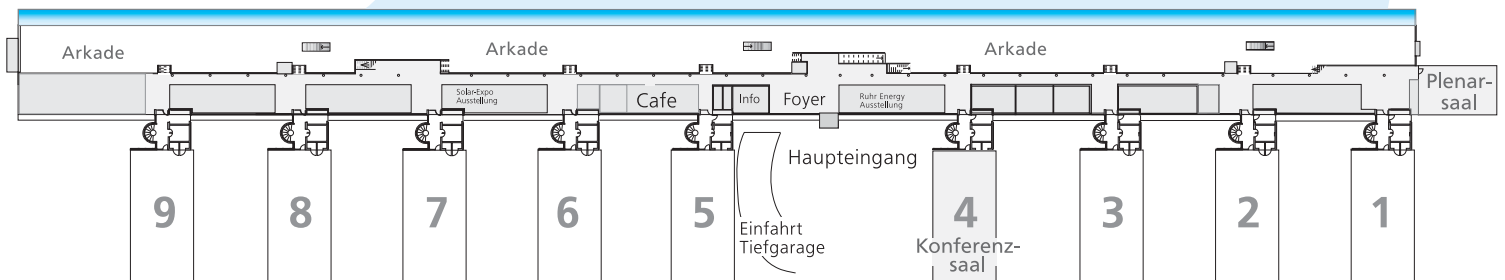 Arkade
Arkade
Arkade
Solar-Expo
Ausstellung
Cafe
Info
Foyer
Ruhr Energy
Ausstellung
Plenar-
saal
Haupteingang
9
8
7
6
5
4
3
2
1
Einfahrt
Tiefgarage
Konferenz-
saal